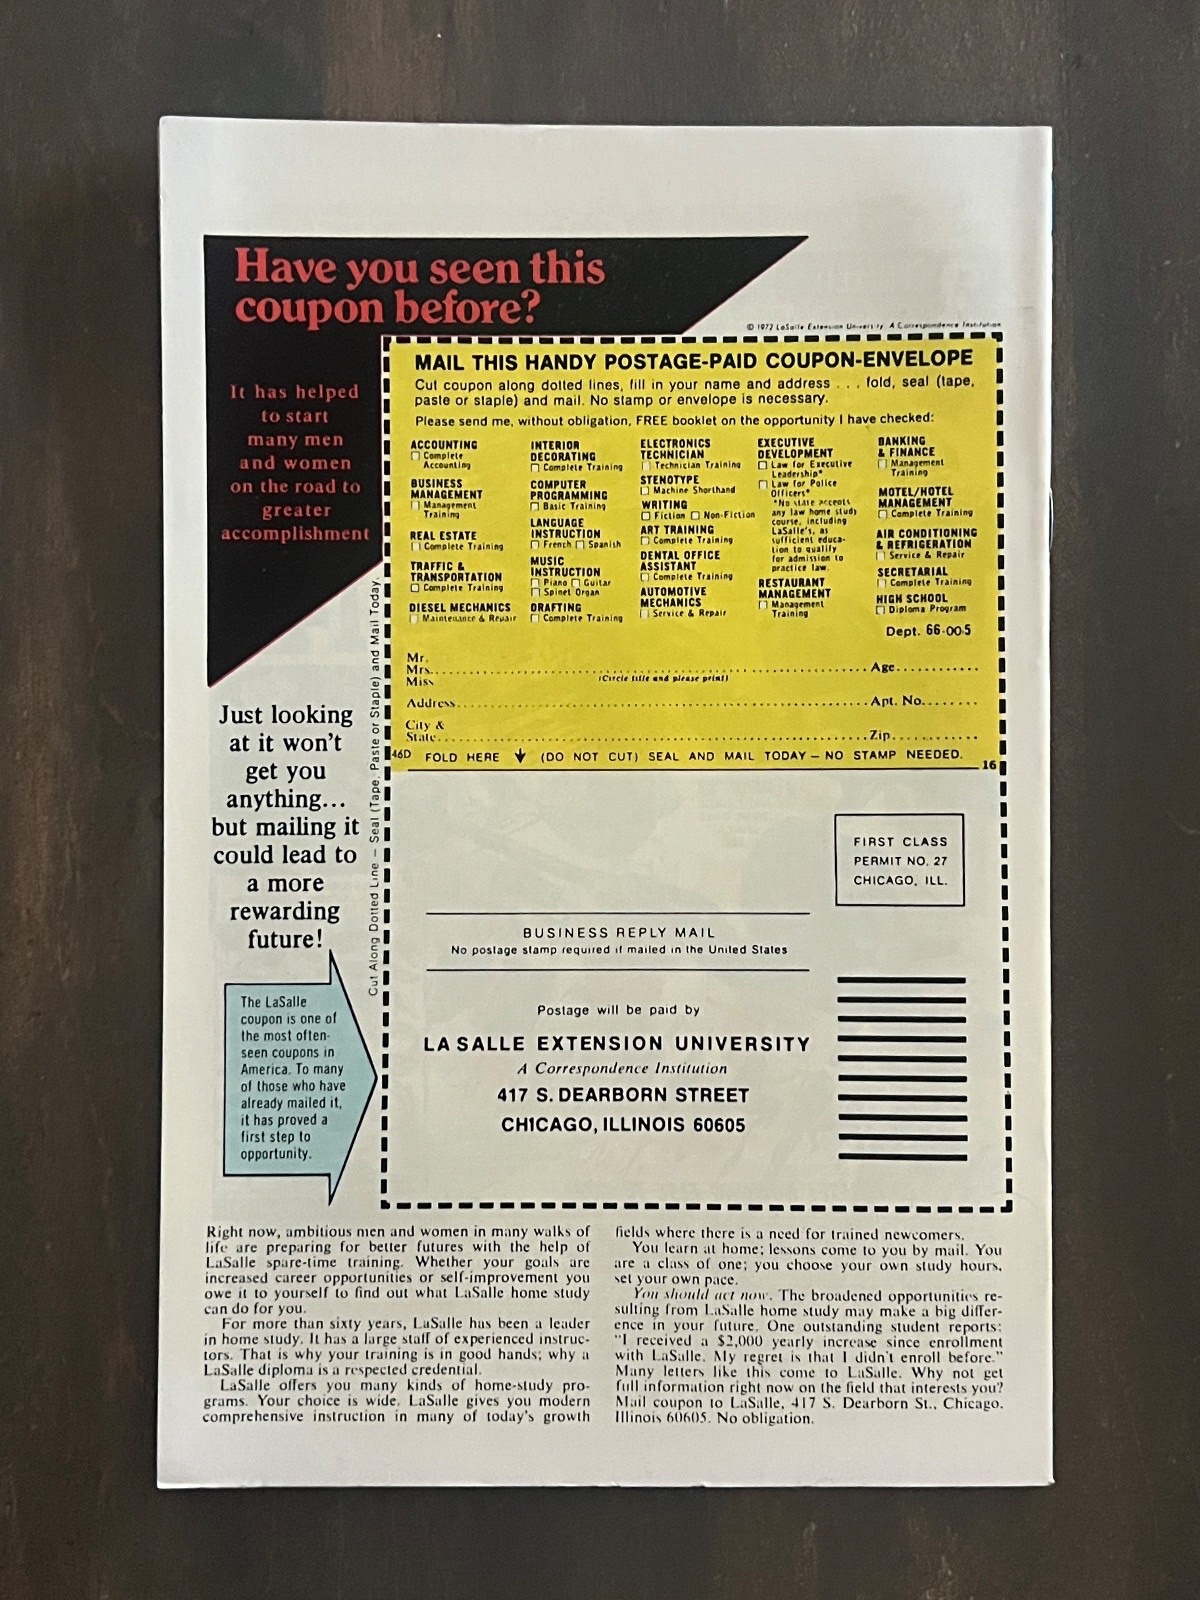 Have you seen this
coupon before?
© 1972 LaSalle Extension University, A Correspondence Institution
It has helped
to start
many men
and women
on the road to
greater
accomplishment
MAIL THIS HANDY POSTAGE-PAID COUPON-ENVELOPE
Cut coupon along dotted lines, fill in your name and address . . . fold, seal (tape,
paste or staple) and mail. No stamp or envelope is necessary.
Please send me, without obligation, FREE booklet on the opportunity I have checked:
ACCOUNTING
Complete
Accounting
BUSINESS
MANAGEMENT
Management
Training
REAL ESTATE
Complete Training
TRAFFIC &
TRANSPORTATION
Complete Training
DIESEL MECHANICS
Maintenance & Repair
INTERIOR
DECORATING
Complete Training
COMPUTER
PROGRAMMING
Basic Training
LANGUAGE
INSTRUCTION
French Spanish
MUSIC
INSTRUCTION
Piano Guitar
Spinet Organ
DRAFTING
Complete Training
ELECTRONICS
TECHNICIAN
Technician Training
STENOTYPE
Machine Shorthand
WRITING
Fiction Non-Fiction
ART TRAINING
Complete Training
DENTAL OFFICE
ASSISTANT
Complete Training
AUTOMOTIVE
MECHANICS
Service & Repair
EXECUTIVE
DEVELOPMENT
Law for Executive
Leadership*
Law for Police
Officers*
*No state accepts
any law home study
course, including
LaSalle's, as
sufficient educa-
tion to qualify
for admission to
practice law.
RESTAURANT
MANAGEMENT
Management
Training
BANKING
& FINANCE
Management
Training
MOTEL/HOTEL
MANAGEMENT
Complete Training
AIR CONDITIONING
& REFRIGERATION
Service & Repair
SECRETARIAL
Complete Training
HIGH SCHOOL
Diploma Program
Dept. 66-005
Mr.
Mrs. Age
Miss (Circle title and please print)
Address Apt. No.
City &
State Zip
46D FOLD HERE (DO NOT CUT) SEAL AND MAIL TODAY – NO STAMP NEEDED.
16
Cut Along Dotted Line – Seal (Tape, Paste or Staple) and Mail Today.
Just looking
at it won't
get you
anything...
but mailing it
could lead to
a more
rewarding
future!
The LaSalle
coupon is one of
the most often-
seen coupons in
America. To many
of those who have
already mailed it,
it has proved a
first step to
opportunity.
FIRST CLASS
PERMIT NO. 27
CHICAGO, ILL.
BUSINESS REPLY MAIL
No postage stamp required if mailed in the United States
Postage will be paid by
LA SALLE EXTENSION UNIVERSITY
A Correspondence Institution
417 S. DEARBORN STREET
CHICAGO, ILLINOIS 60605
Right now, ambitious men and women in many walks of
life are preparing for better futures with the help of
LaSalle spare-time training. Whether your goals are
increased career opportunities or self-improvement you
owe it to yourself to find out what LaSalle home study
can do for you.
For more than sixty years, LaSalle has been a leader
in home study. It has a large staff of experienced instruc-
tors. That is why your training is in good hands; why a
LaSalle diploma is a respected credential.
LaSalle offers you many kinds of home-study pro-
grams. Your choice is wide. LaSalle gives you modern
comprehensive instruction in many of today's growth
fields where there is a need for trained newcomers.
You learn at home; lessons come to you by mail. You
are a class of one; you choose your own study hours,
set your own pace.
You should act now. The broadened opportunities re-
sulting from LaSalle home study may make a big differ-
ence in your future. One outstanding student reports:
"I received a $2,000 yearly increase since enrollment
with LaSalle. My regret is that I didn't enroll before."
Many letters like this come to LaSalle. Why not get
full information right now on the field that interests you?
Mail coupon to LaSalle, 417 S. Dearborn St., Chicago,
Illinois 60605. No obligation.